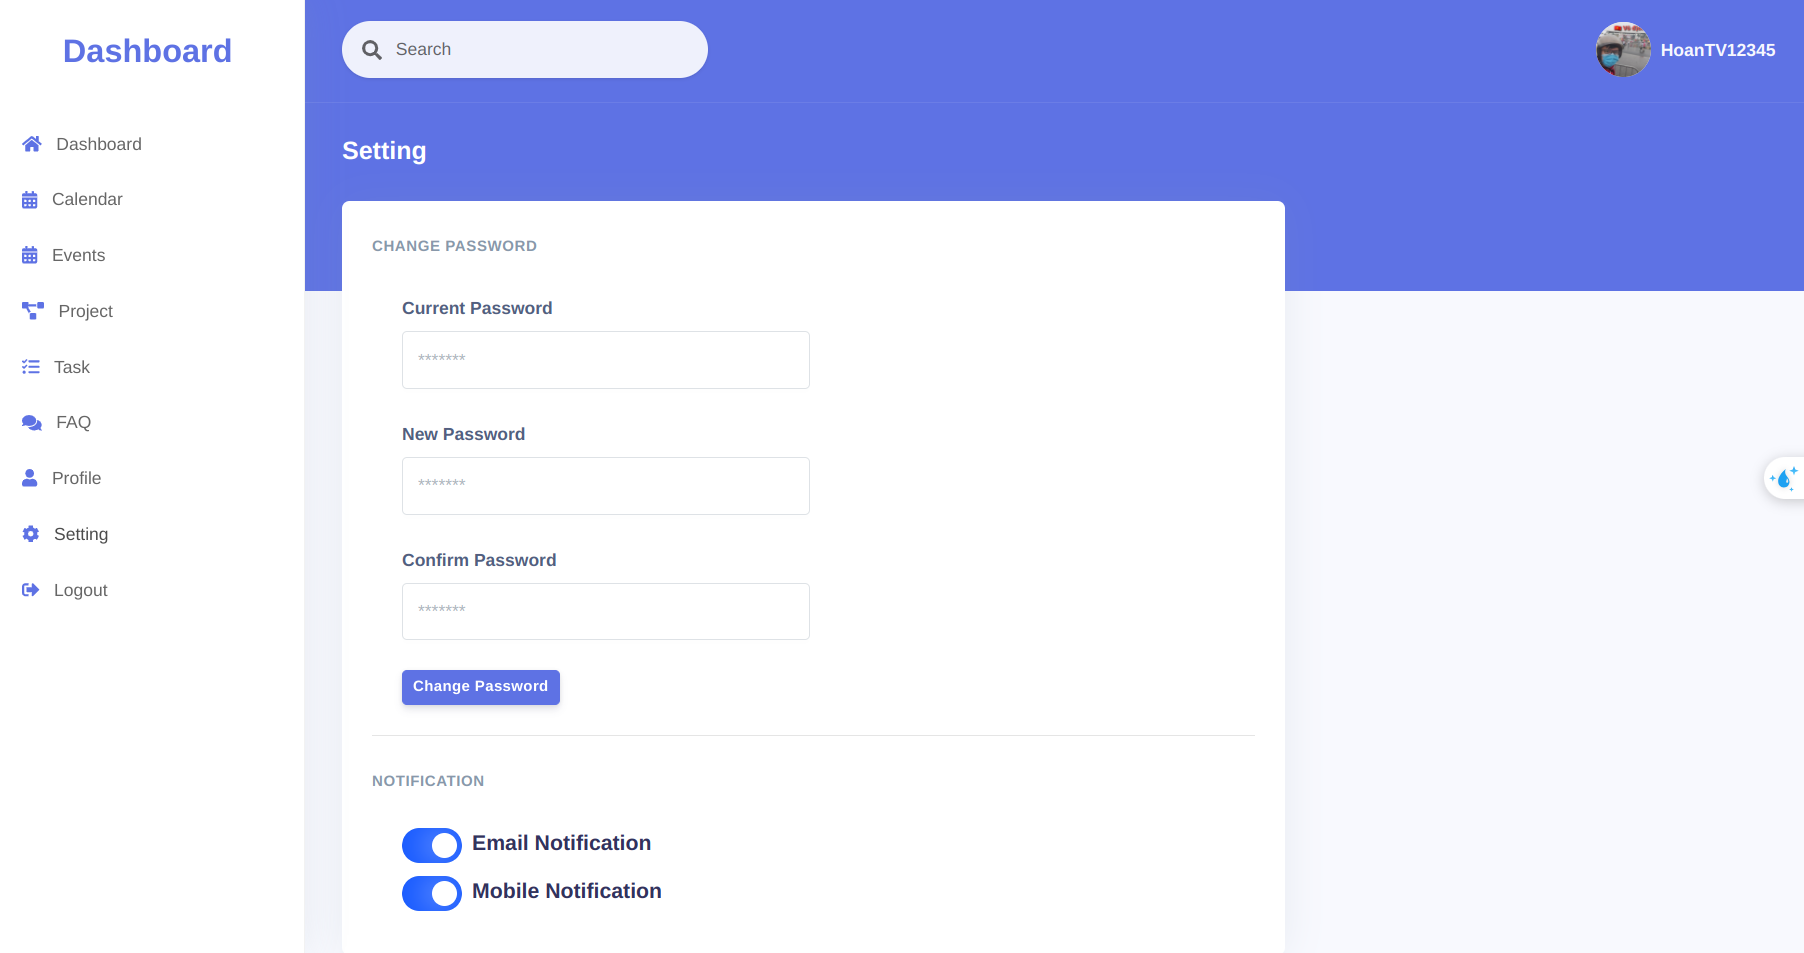 Dashboard
Search
HoanTV12345
Dashboard
Calendar
Events
Project
Task
FAQ
Profile
Setting
Logout
Setting
CHANGE PASSWORD
Current Password
*******
New Password
*******
Confirm Password
*******
Change Password
NOTIFICATION
Email Notification
Mobile Notification